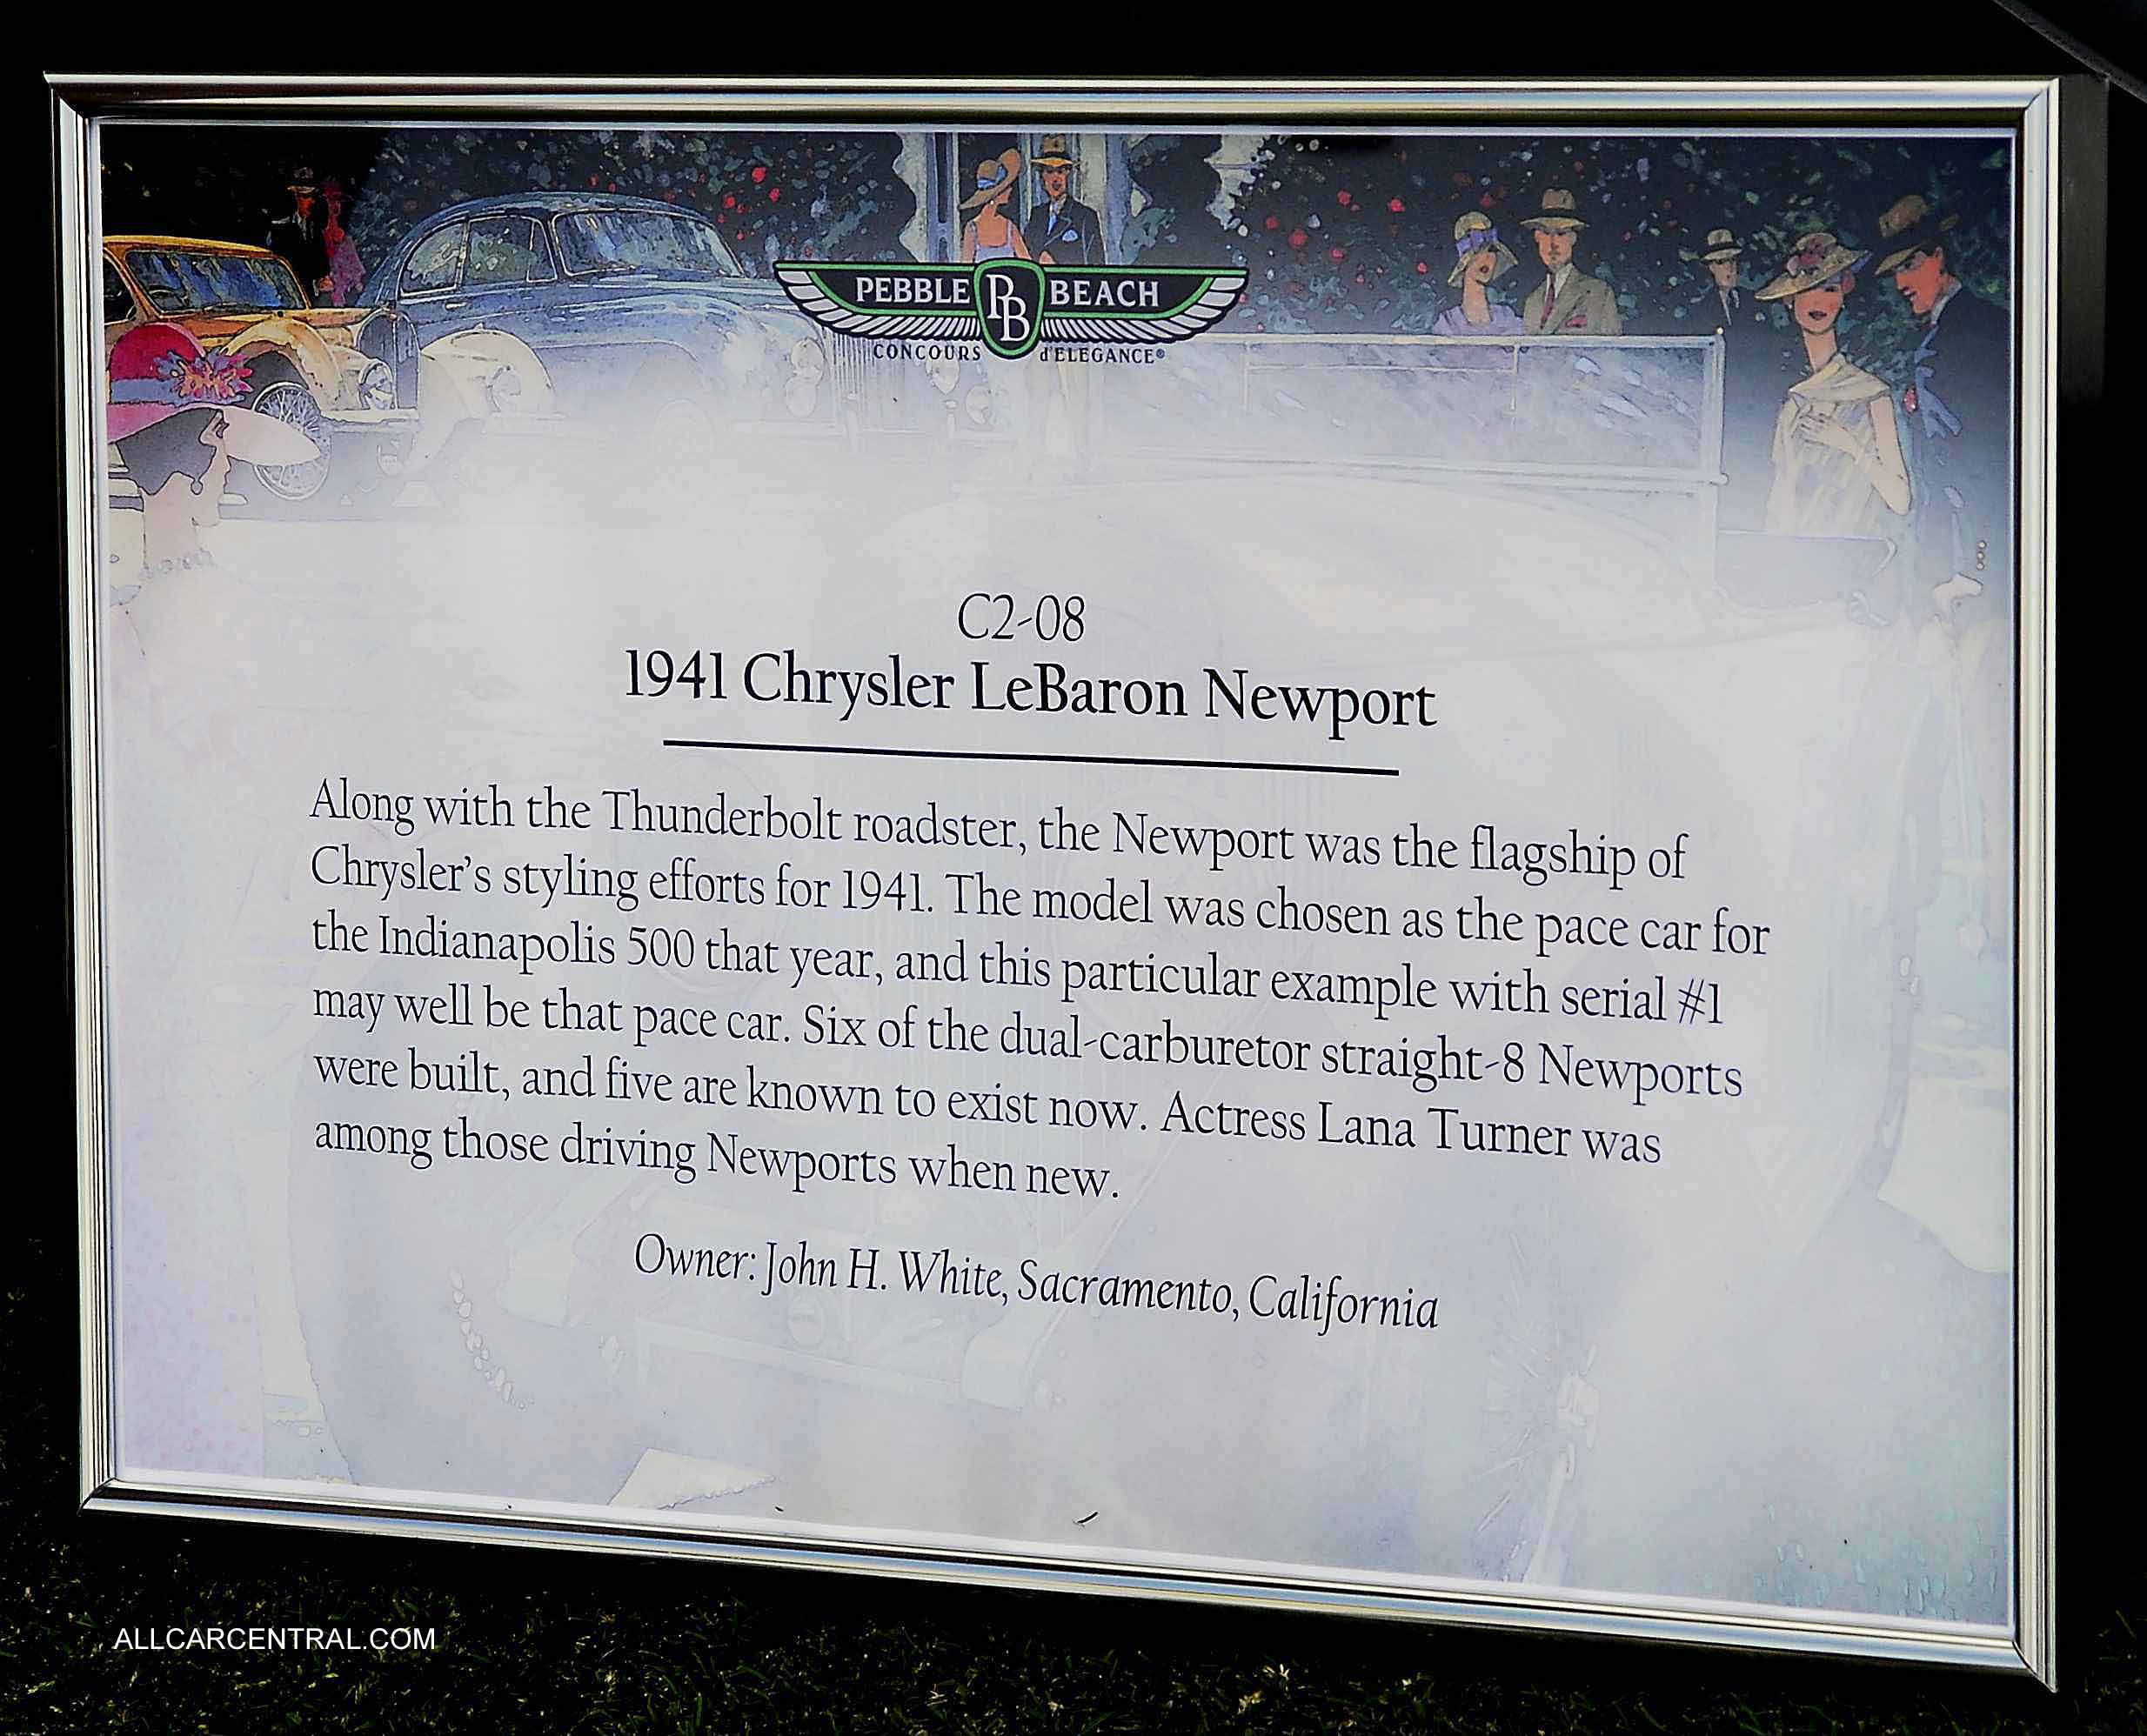 PEBBLE PB BEACH
CONCOURS d'ELEGANCE®
C2-08
1941 Chrysler LeBaron Newport
Along with the Thunderbolt roadster, the Newport was the flagship of
Chrysler's styling efforts for 1941. The model was chosen as the pace car for
the Indianapolis 500 that year, and this particular example with serial #1
may well be that pace car. Six of the dual-carburetor straight-8 Newports
were built, and five are known to exist now. Actress Lana Turner was
among those driving Newports when new.
Owner: John H. White, Sacramento, California
ALLCARCENTRAL.COM